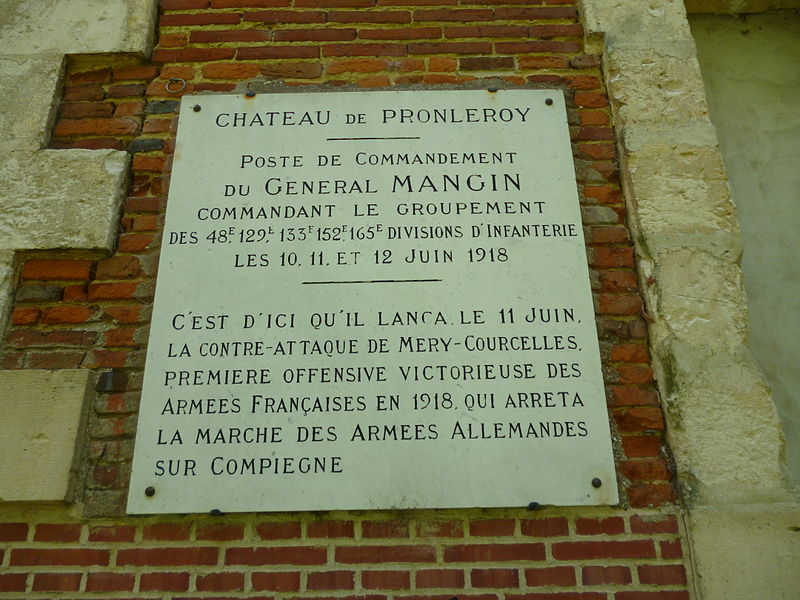 CHATEAU DE PRONLEROY
POSTE DE COMMANDEMENT
DU GENERAL MANGIN
COMMANDANT LE GROUPEMENT
DES 48E, 129E, 133E 152E, 165E DIVISIONS D'INFANTERIE
LES 10, 11, ET 12 JUIN 1918
C'EST D'ICI QU'IL LANCA, LE 11 JUIN,
LA CONTRE-ATTAQUE DE MERY-COURCELLES,
PREMIERE OFFENSIVE VICTORIEUSE DES
ARMEES FRANÇAISES EN 1918, QUI ARRETA
LA MARCHE DES ARMEES ALLEMANDES
SUR COMPIEGNE